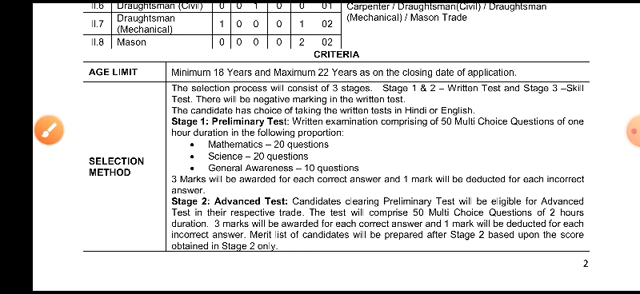 II.6 Draughtsman (Civil) 0 0 1 0 0 01 Carpenter / Draughtsman(Civil) / Draughtsman
II.7 Draughtsman (Mechanical) 1 0 0 0 1 02 (Mechanical) / Mason Trade
II.8 Mason 0 0 0 0 2 02
CRITERIA
AGE LIMIT Minimum 18 Years and Maximum 22 Years as on the closing date of application.
SELECTION METHOD
The selection process will consist of 3 stages. Stage 1 & 2 – Written Test and Stage 3 –Skill
Test. There will be negative marking in the written test.
The candidate has choice of taking the written tests in Hindi or English.
Stage 1: Preliminary Test: Written examination comprising of 50 Multi Choice Questions of one
hour duration in the following proportion:
• Mathematics – 20 questions
• Science – 20 questions
• General Awareness – 10 questions
3 Marks will be awarded for each correct answer and 1 mark will be deducted for each incorrect
answer.
Stage 2: Advanced Test: Candidates clearing Preliminary Test will be eligible for Advanced
Test in their respective trade. The test will comprise 50 Multi Choice Questions of 2 hours
duration. 3 marks will be awarded for each correct answer and 1 mark will be deducted for each
incorrect answer. Merit list of candidates will be prepared after Stage 2 based upon the score
obtained in Stage 2 only.
2